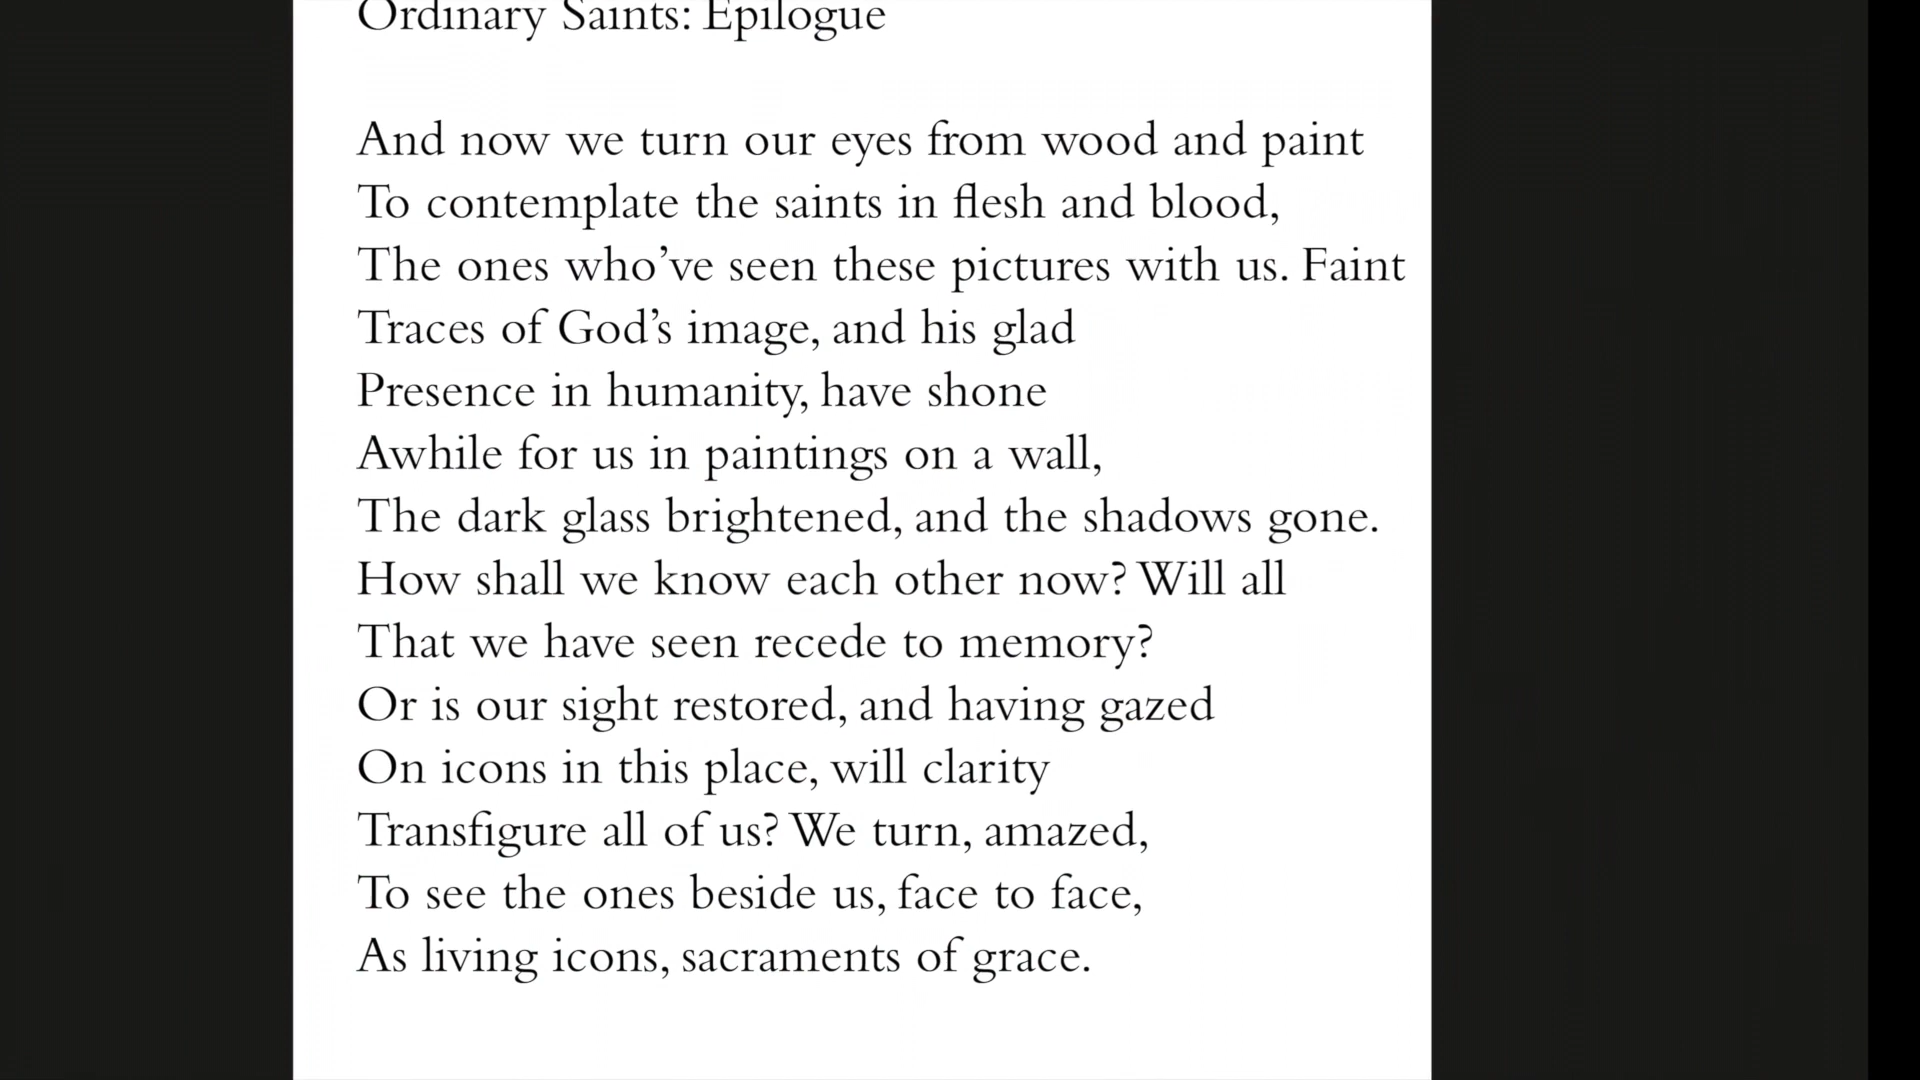 Ordinary Saints: Epilogue
And now we turn our eyes from wood and paint
To contemplate the saints in flesh and blood,
The ones who’ve seen these pictures with us. Faint
Traces of God’s image, and his glad
Presence in humanity, have shone
Awhile for us in paintings on a wall,
The dark glass brightened, and the shadows gone.
How shall we know each other now? Will all
That we have seen recede to memory?
Or is our sight restored, and having gazed
On icons in this place, will clarity
Transfigure all of us? We turn, amazed,
To see the ones beside us, face to face,
As living icons, sacraments of grace.